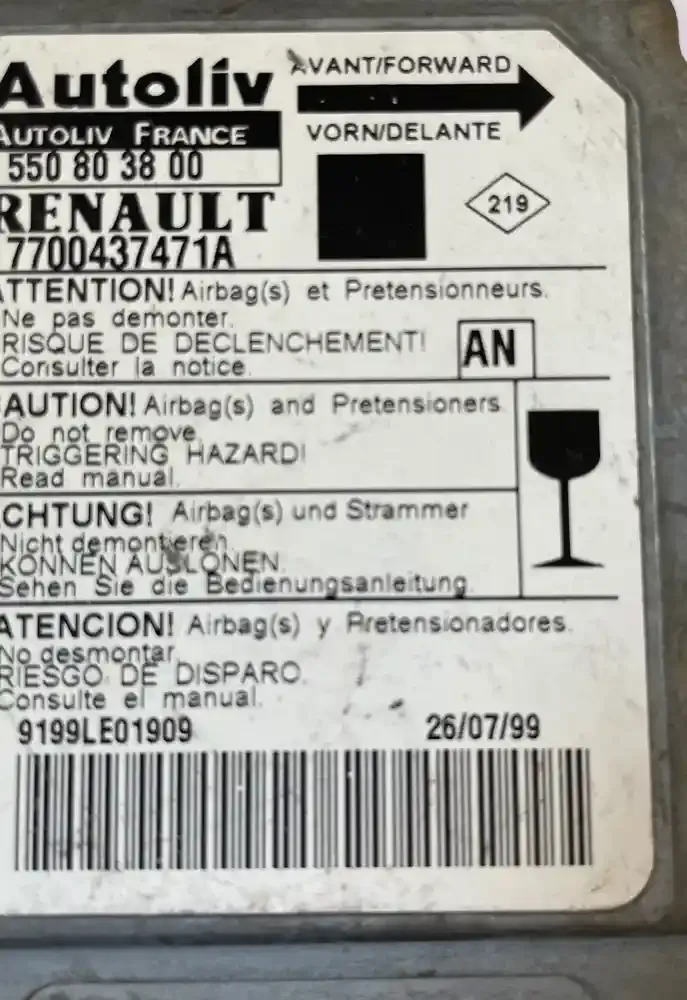 Autoliv
AVANT/FORWARD
AUTOLIV FRANCE
VORN/DELANTE
550 80 38 00
RENAULT
219
7700437471A
ATTENTION! Airbag(s) et Pretensionneurs.
Ne pas demonter.
RISQUE DE DECLENCHEMENT!
Consulter la notice.
AN
CAUTION! Airbag(s) and Pretensioners
Do not remove
TRIGGERING HAZARD!
Read manual.
ACHTUNG! Airbag(s) und Strammer
Nicht demontieren.
KONNEN AUSLONEN.
Sehen Sie die Bedienungsanleitung.
ATENCION! Airbag(s) y Pretensionadores.
No desmontar.
RIESGO DE DISPARO.
Consulte el manual.
9199LE01909
26/07/99